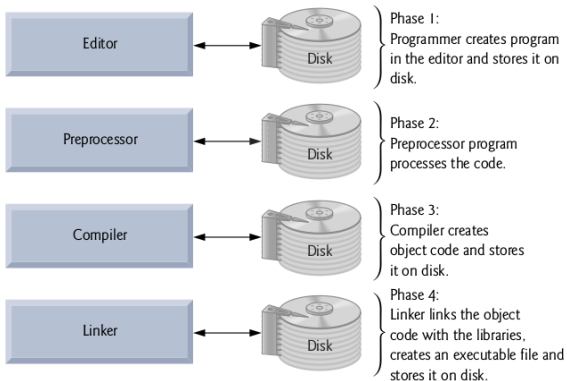 Editor
Disk
Phase 1:
Programmer creates program
in the editor and stores it on
disk.
Preprocessor
Disk
Phase 2:
Preprocessor program
processes the code.
Compiler
Disk
Phase 3:
Compiler creates
object code and stores
it on disk.
Linker
Disk
Phase 4:
Linker links the object
code with the libraries,
creates an executable file and
stores it on disk.